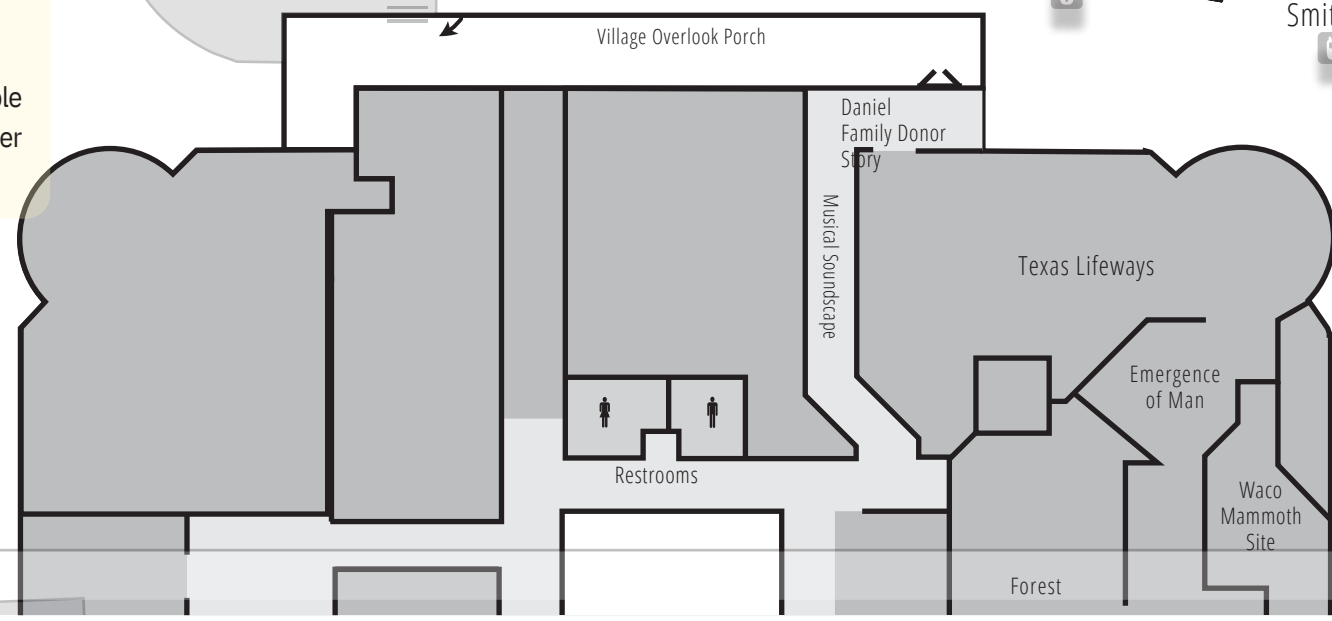 Village Overlook Porch
Daniel
Family Donor
Story
Musical Soundscape
Texas Lifeways
Emergence
of Man
Restrooms
Waco
Mammoth
Site
Forest